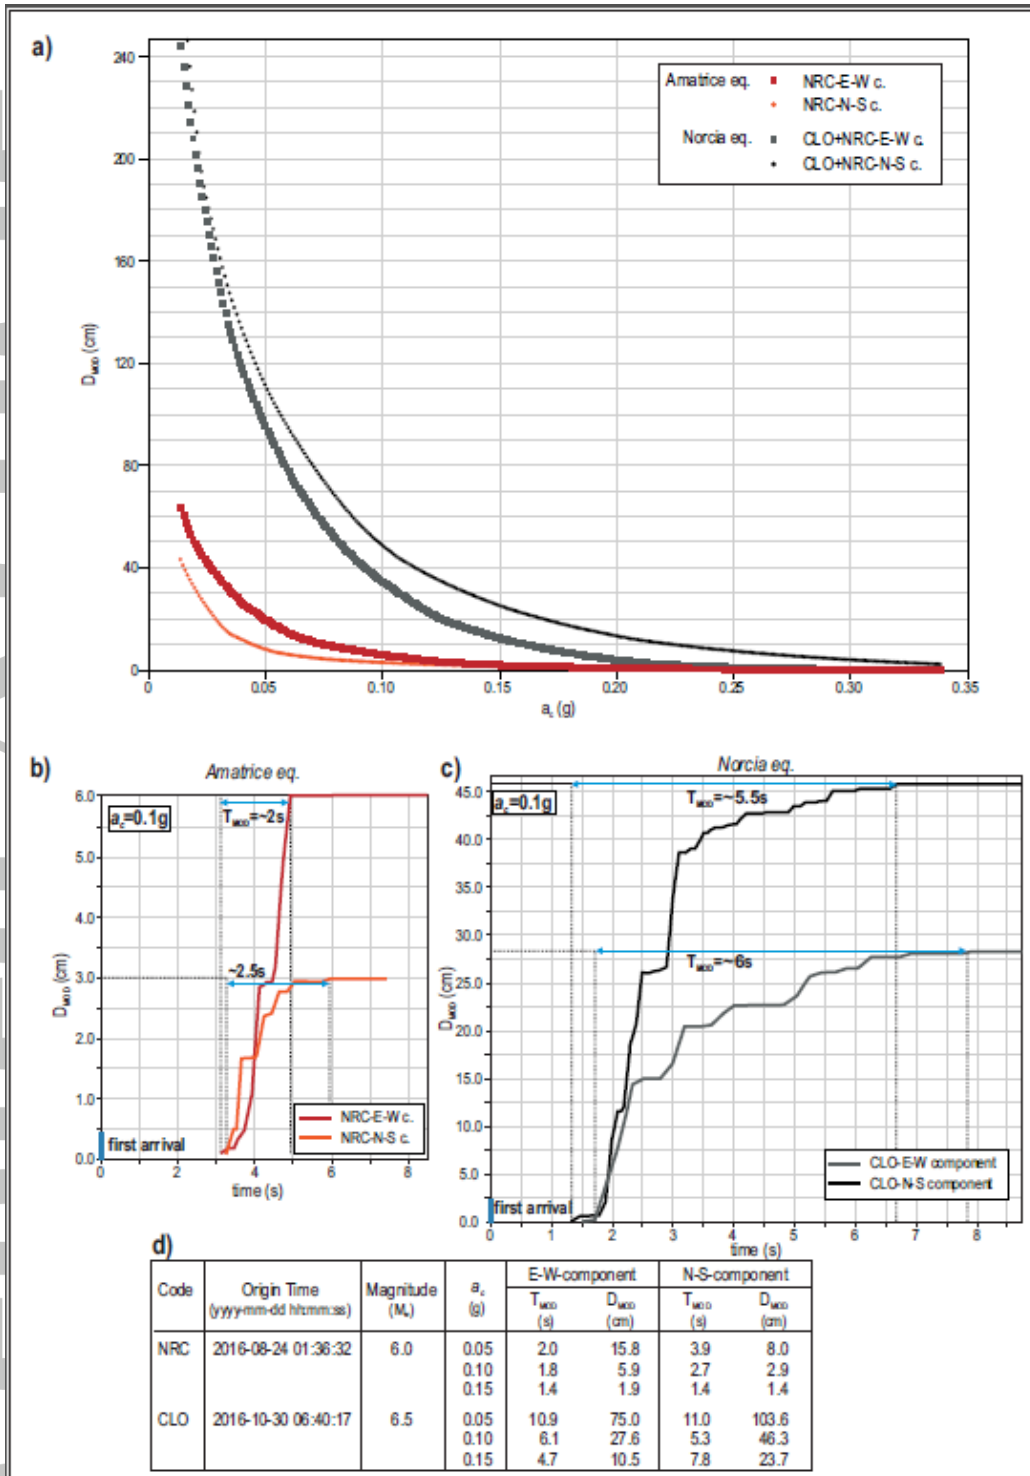 a)
240
200
160
120
80
40
0
D_MOD (cm)
0 0.05 0.10 0.15 0.20 0.25 0.30 0.35
a_c (g)
Amatrice eq. NRC-E-W c.
NRC-N-S c.
Norcia eq. CLO+NRC-E-W c.
CLO+NRC-N-S c.
b)
Amatrice eq.
a_c=0.1g
T_MOD=~2s
~2.5s
6.0
5.0
4.0
3.0
2.0
1.0
0.0
D_MOD (cm)
NRC-E-W c.
NRC-N-S c.
first arrival
0 2 4 6 8
time (s)
c)
Norcia eq.
a_c=0.1g
T_MOD=~5.5s
T_MOD=~6s
45.0
40.0
35.0
30.0
25.0
20.0
15.0
10.0
5.0
0.0
D_MOD (cm)
CLO-E-W component
CLO-N-S component
first arrival
0 1 2 3 4 5 6 7 8
time (s)
d)
Code Origin Time (yyyy-mm-dd hh:mm:ss) Magnitude (M_w) a_c (g) E-W-component N-S-component
T_MOD (s) D_MOD (cm) T_MOD (s) D_MOD (cm)
NRC 2016-08-24 01:36:32 6.0 0.05 2.0 15.8 3.9 8.0
0.10 1.8 5.9 2.7 2.9
0.15 1.4 1.9 1.4 1.4
CLO 2016-10-30 06:40:17 6.5 0.05 10.9 75.0 11.0 103.6
0.10 6.1 27.6 5.3 46.3
0.15 4.7 10.5 7.8 23.7